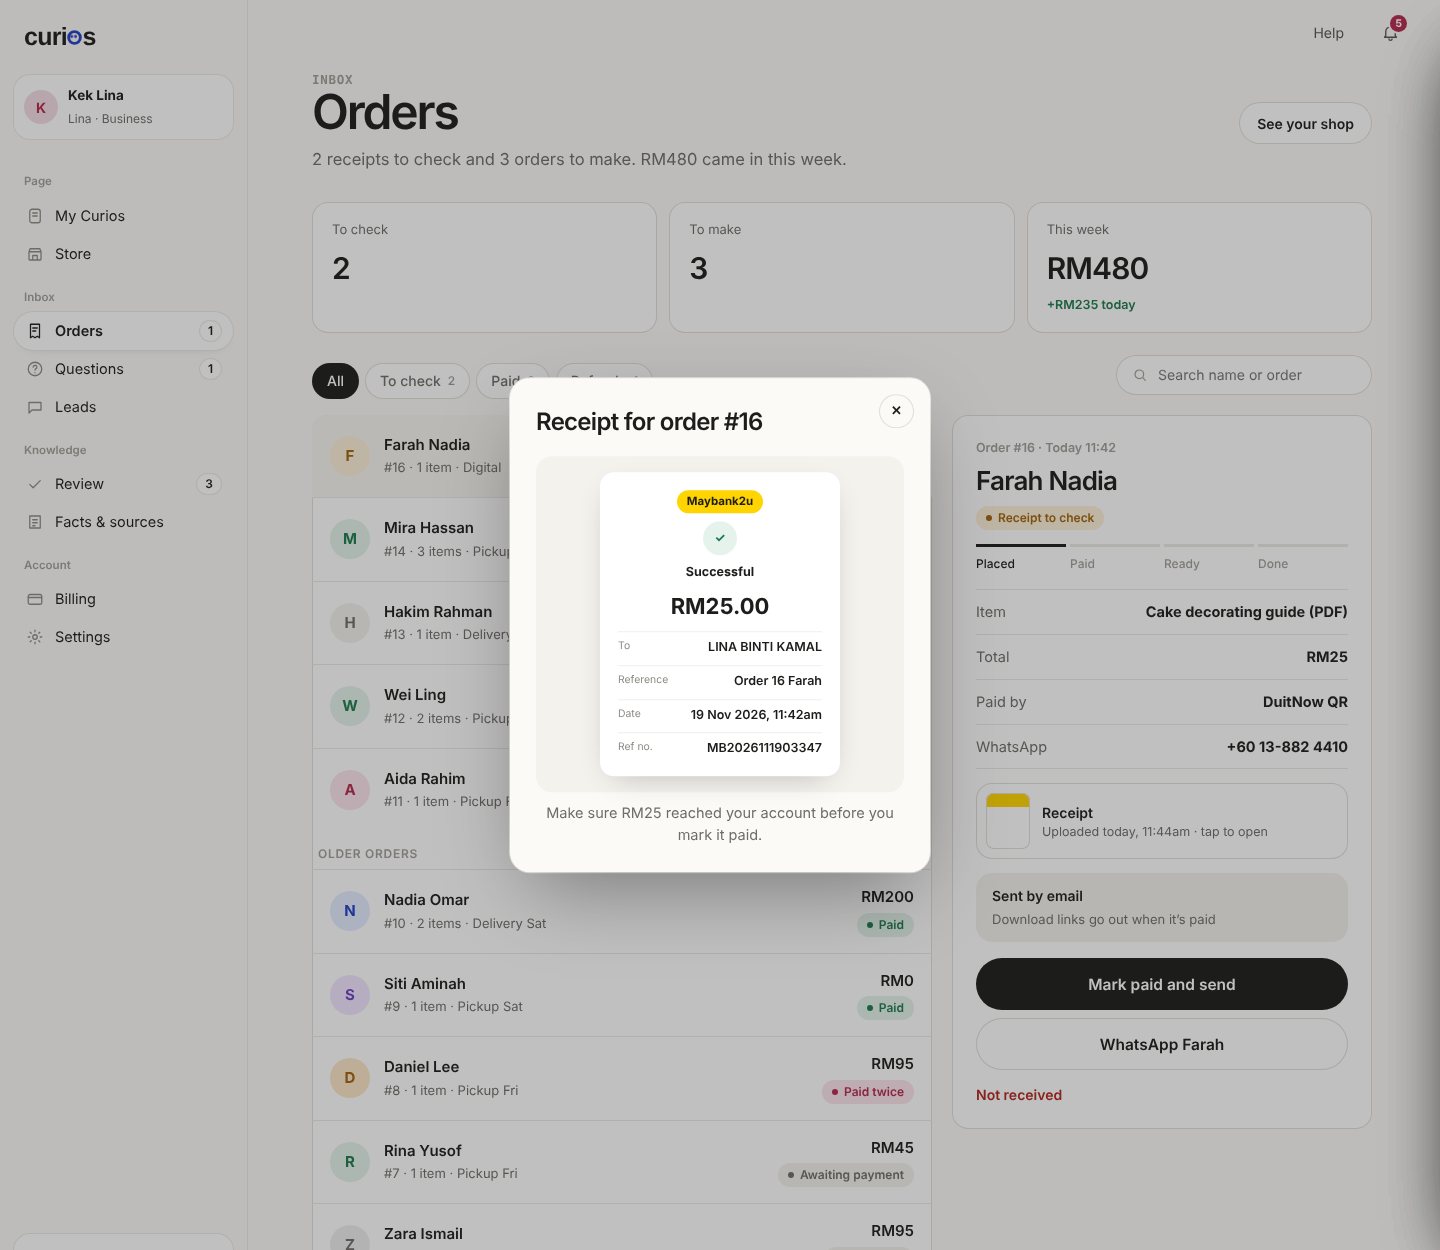 curios
Kek Lina
K
Lina · Business
Page
My Curios
Store
Inbox
Orders 1
Questions 1
Leads
Knowledge
Review 3
Facts & sources
Account
Billing
Settings
Help
5
INBOX
Orders
2 receipts to check and 3 orders to make. RM480 came in this week.
See your shop
To check
2
To make
3
This week
RM480
+RM235 today
All
To check 2
Paid
Search name or order
F
Farah Nadia
#16 · 1 item · Digital
M
Mira Hassan
#14 · 3 items · Pickup
H
Hakim Rahman
#13 · 1 item · Delivery
W
Wei Ling
#12 · 2 items · Pickup
A
Aida Rahim
#11 · 1 item · Pickup
OLDER ORDERS
N
Nadia Omar
#10 · 2 items · Delivery Sat
RM200
Paid
S
Siti Aminah
#9 · 1 item · Pickup Sat
RM0
Paid
D
Daniel Lee
#8 · 1 item · Pickup Fri
RM95
Paid twice
R
Rina Yusof
#7 · 1 item · Pickup Fri
RM45
Awaiting payment
Z
Zara Ismail
RM95
Receipt for order #16
Maybank2u
Successful
RM25.00
To LINA BINTI KAMAL
Reference Order 16 Farah
Date 19 Nov 2026, 11:42am
Ref no. MB2026111903347
Make sure RM25 reached your account before you
mark it paid.
Order #16 · Today 11:42
Farah Nadia
Receipt to check
Placed Paid Ready Done
Item Cake decorating guide (PDF)
Total RM25
Paid by DuitNow QR
WhatsApp +60 13-882 4410
Receipt
Uploaded today, 11:44am · tap to open
Sent by email
Download links go out when it’s paid
Mark paid and send
WhatsApp Farah
Not received